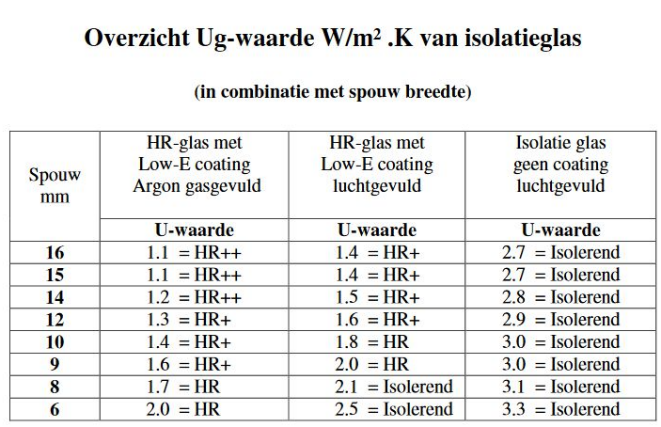 Overzicht Ug-waarde W/m² .K van isolatieglas
(in combinatie met spouw breedte)
Spouw mm | HR-glas met Low-E coating Argon gasgevuld | HR-glas met Low-E coating luchtgevuld | Isolatie glas geen coating luchtgevuld
U-waarde | U-waarde | U-waarde
16 | 1.1 = HR++ | 1.4 = HR+ | 2.7 = Isolerend
15 | 1.1 = HR++ | 1.4 = HR+ | 2.7 = Isolerend
14 | 1.2 = HR++ | 1.5 = HR+ | 2.8 = Isolerend
12 | 1.3 = HR+ | 1.6 = HR+ | 2.9 = Isolerend
10 | 1.4 = HR+ | 1.8 = HR | 3.0 = Isolerend
9 | 1.6 = HR+ | 2.0 = HR | 3.0 = Isolerend
8 | 1.7 = HR | 2.1 = Isolerend | 3.1 = Isolerend
6 | 2.0 = HR | 2.5 = Isolerend | 3.3 = Isolerend